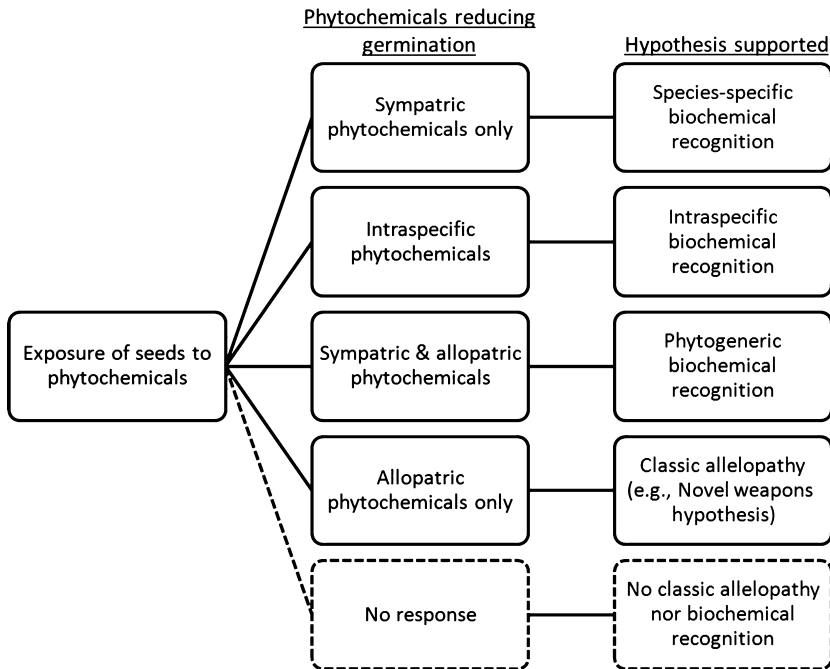 Phytochemicals reducing
germination
Hypothesis supported
Sympatric
phytochemicals only
Species-specific
biochemical
recognition
Intraspecific
phytochemicals
Intraspecific
biochemical
recognition
Exposure of seeds to
phytochemicals
Sympatric & allopatric
phytochemicals
Phytogeneric
biochemical
recognition
Allopatric
phytochemicals only
Classic allelopathy
(e.g., Novel weapons
hypothesis)
No response
No classic allelopathy
nor biochemical
recognition